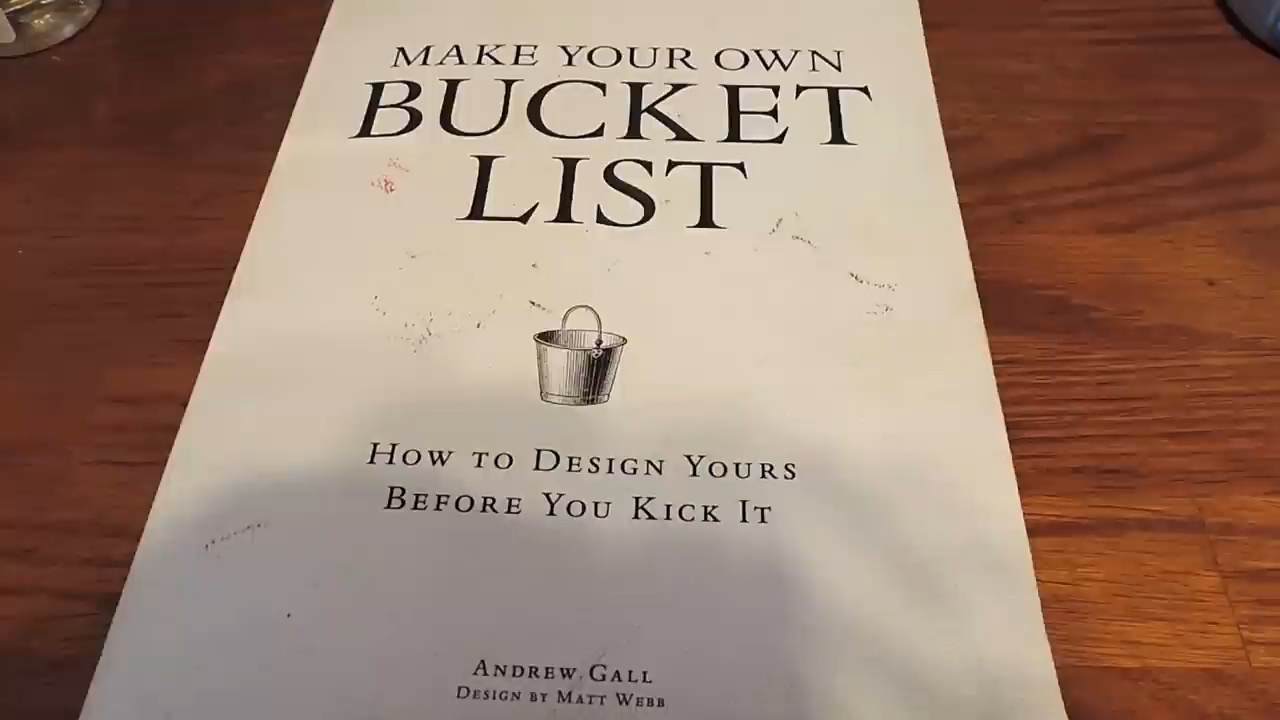 MAKE YOUR OWN
BUCKET
LIST
HOW TO DESIGN YOURS
BEFORE YOU KICK IT
ANDREW GALL
DESIGN BY MATT WEBB